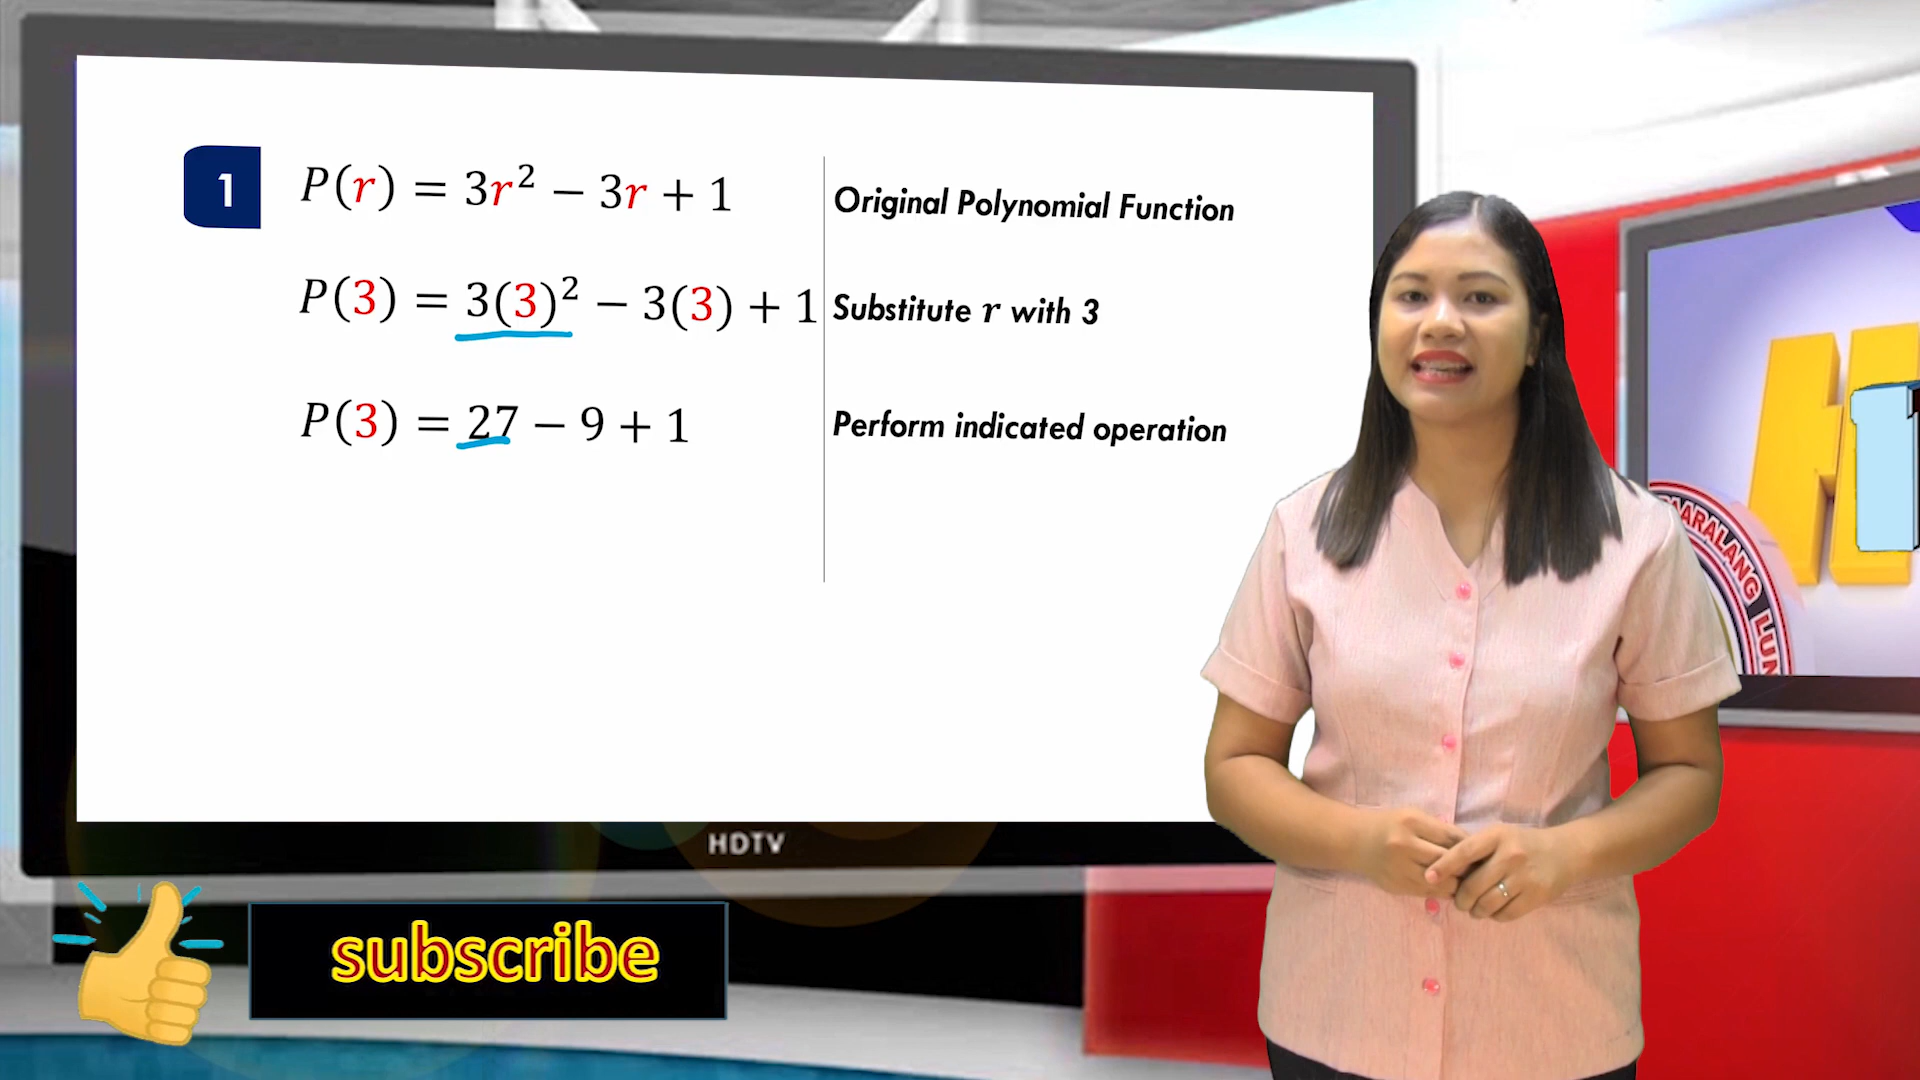 1 P(r) = 3r² − 3r + 1 Original Polynomial Function
P(3) = 3(3)² − 3(3) + 1 Substitute r with 3
P(3) = 27 − 9 + 1 Perform indicated operation
HDTV
subscribe